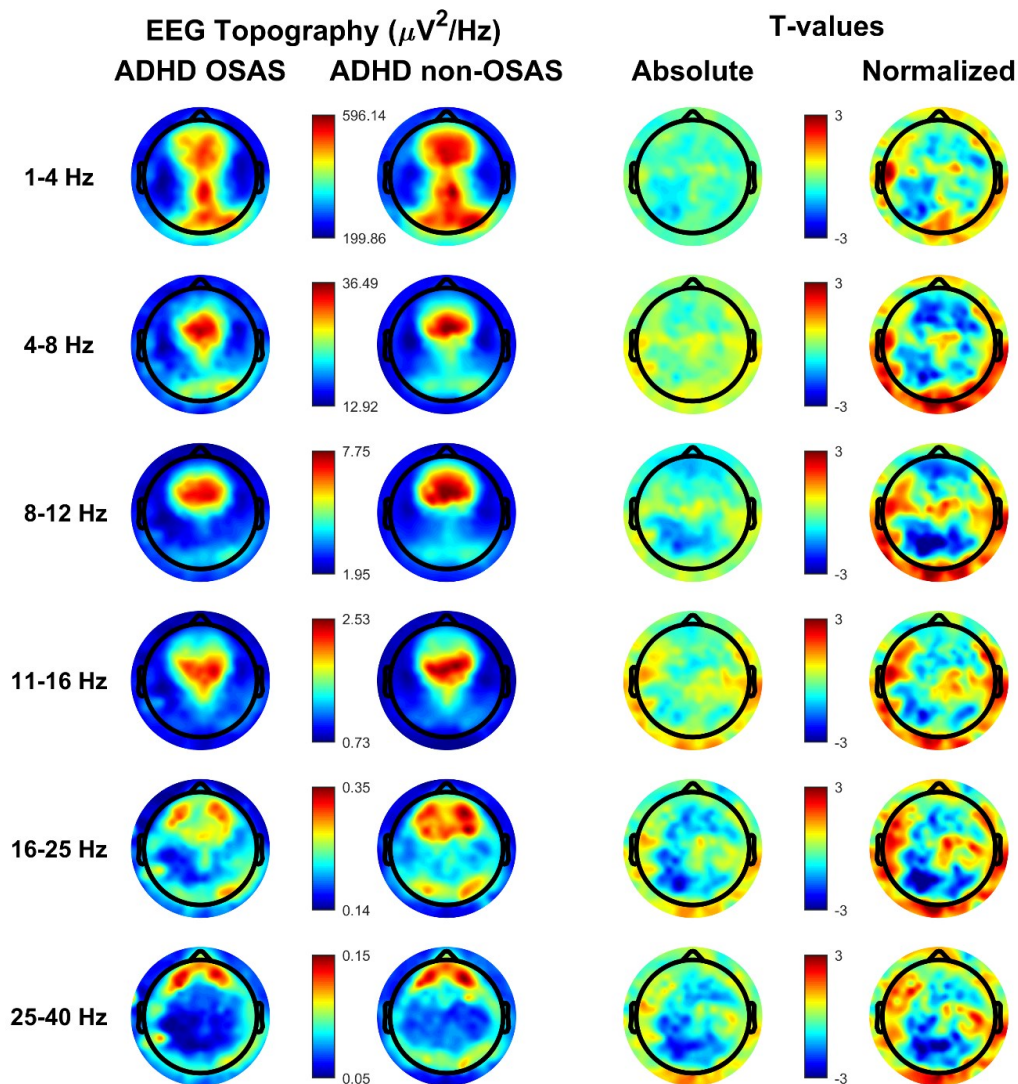 EEG Topography (μV²/Hz)
T-values
ADHD OSAS
ADHD non-OSAS
Absolute
Normalized
1-4 Hz
596.14
199.86
3
-3
4-8 Hz
36.49
12.92
3
-3
8-12 Hz
7.75
1.95
3
-3
11-16 Hz
2.53
0.73
3
-3
16-25 Hz
0.35
0.14
3
-3
25-40 Hz
0.15
0.05
3
-3